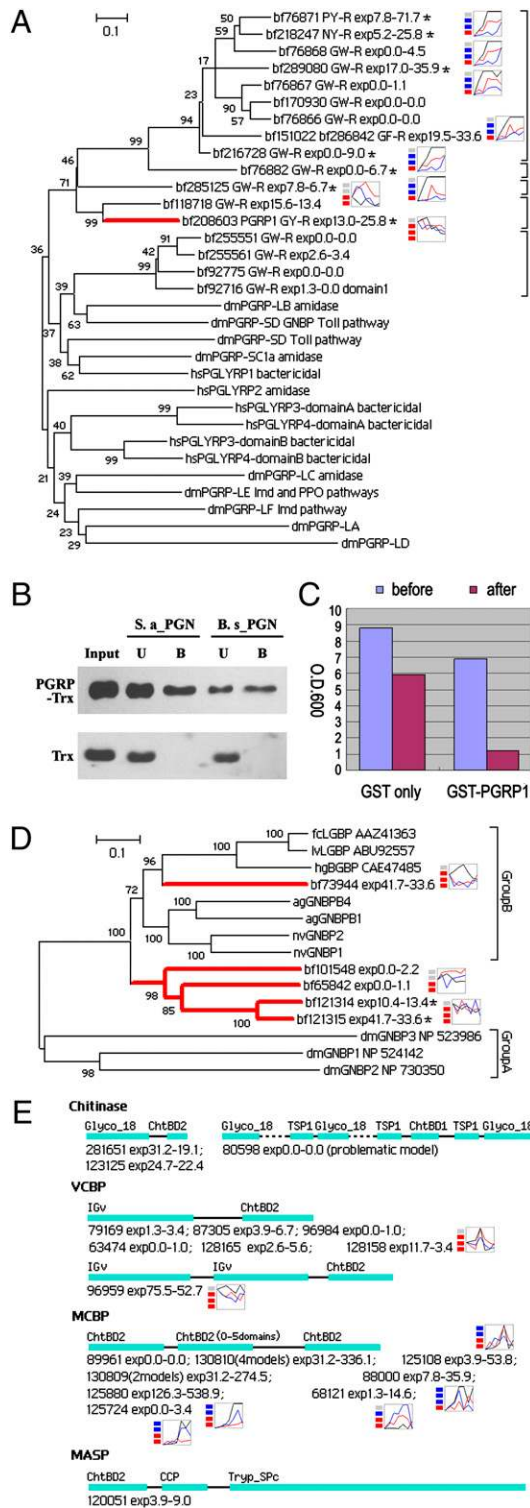 A
0.1
bf76871 PY-R exp7.8-71.7 *
bf218247 NY-R exp5.2-25.8 *
bf76868 GW-R exp0.0-4.5
bf289080 GW-R exp17.0-35.9 *
bf76867 GW-R exp0.0-1.1
bf170930 GW-R exp0.0-0.0
bf76866 GW-R exp0.0-0.0
bf151022 bf286842 GF-R exp19.5-33.6
bf216728 GW-R exp0.0-9.0 *
bf76882 GW-R exp0.0-6.7 *
bf285125 GW-R exp7.8-6.7 *
bf118718 GW-R exp15.6-13.4
bf208603 PGRP1 GY-R exp13.0-25.8 *
bf255551 GW-R exp0.0-0.0
bf255561 GW-R exp2.6-3.4
bf92775 GW-R exp0.0-0.0
bf92716 GW-R exp1.3-0.0 domain1
dmPGRP-LB amidase
dmPGRP-SD GNBP Toll pathway
dmPGRP-SD Toll pathway
dmPGRP-SC1a amidase
hsPGLYRP1 bactericidal
hsPGLYRP2 amidase
hsPGLYRP3-domainA bactericidal
hsPGLYRP4-domainA bactericidal
hsPGLYRP3-domainB bactericidal
hsPGLYRP4-domainB bactericidal
dmPGRP-LC amidase
dmPGRP-LE Imd and PPO pathways
dmPGRP-LF Imd pathway
dmPGRP-LA
dmPGRP-LD
50
59
17
23
90
57
94
99
46
71
99
36
91
42
99
39
37
63
38
62
99
40
99
21
39
24
23
29
B
S. a_PGN B. s_PGN
Input U B U B
PGRP
-Trx
Trx
C
before after
O.D.600
10
9
8
7
6
5
4
3
2
1
0
GST only GST-PGRP1
D
0.1
fcLGBP AAZ41363
lvLGBP ABU92557
hgBGBP CAE47485
bf73944 exp41.7-33.6
agGNBPB4
agGNBPB1
nvGNBP2
nvGNBP1
bf101548 exp0.0-2.2
bf65842 exp0.0-1.1
bf121314 exp10.4-13.4 *
bf121315 exp41.7-33.6 *
dmGNBP3 NP 523986
dmGNBP1 NP 524142
dmGNBP2 NP 730350
GroupB
GroupA
100
100
96
72
100
100
100
100
98
85
100
98
E
Chitinase
Glyco_18 ChtBD2
281651 exp31.2-19.1;
123125 exp24.7-22.4
Glyco_18 TSP1 Glyco_18 TSP1 ChtBD1 TSP1 Glyco_18
80598 exp0.0-0.0 (problematic model)
VCBP
IGv ChtBD2
79169 exp1.3-3.4; 87305 exp3.9-6.7; 96984 exp0.0-1.0;
63474 exp0.0-1.0; 128165 exp2.6-5.6; 128158 exp11.7-3.4
IGv IGv ChtBD2
96959 exp75.5-52.7
MCBP
ChtBD2 ChtBD2 (0-5domains) ChtBD2
89961 exp0.0-0.0; 130810(4models) exp31.2-336.1; 125108 exp3.9-53.8;
130809(2models) exp31.2-274.5; 88000 exp7.8-35.9;
125880 exp126.3-538.9; 68121 exp1.3-14.6;
125724 exp0.0-3.4
MASP
ChtBD2 CCP Tryp_SPc
120051 exp3.9-9.0